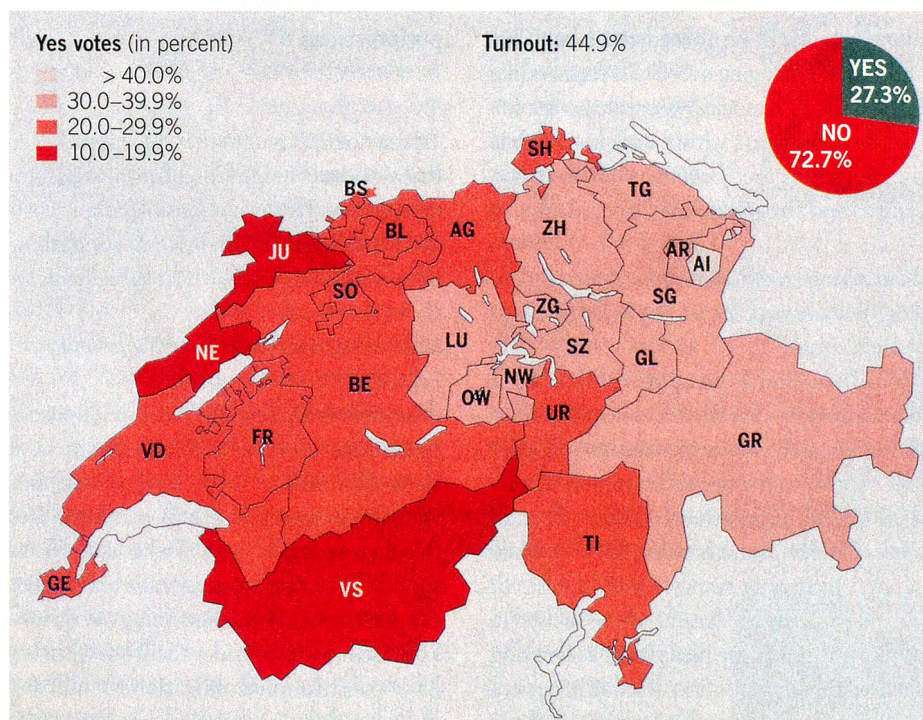 Yes votes (in percent)
> 40.0%
30.0–39.9%
20.0–29.9%
10.0–19.9%
Turnout: 44.9%
YES
27.3%
NO
72.7%
SH
BS
TG
BL
AG
ZH
JU
AR
AI
SO
SG
ZG
LU
SZ
NE
GL
NW
BE
OW
UR
FR
GR
VD
TI
GE
VS